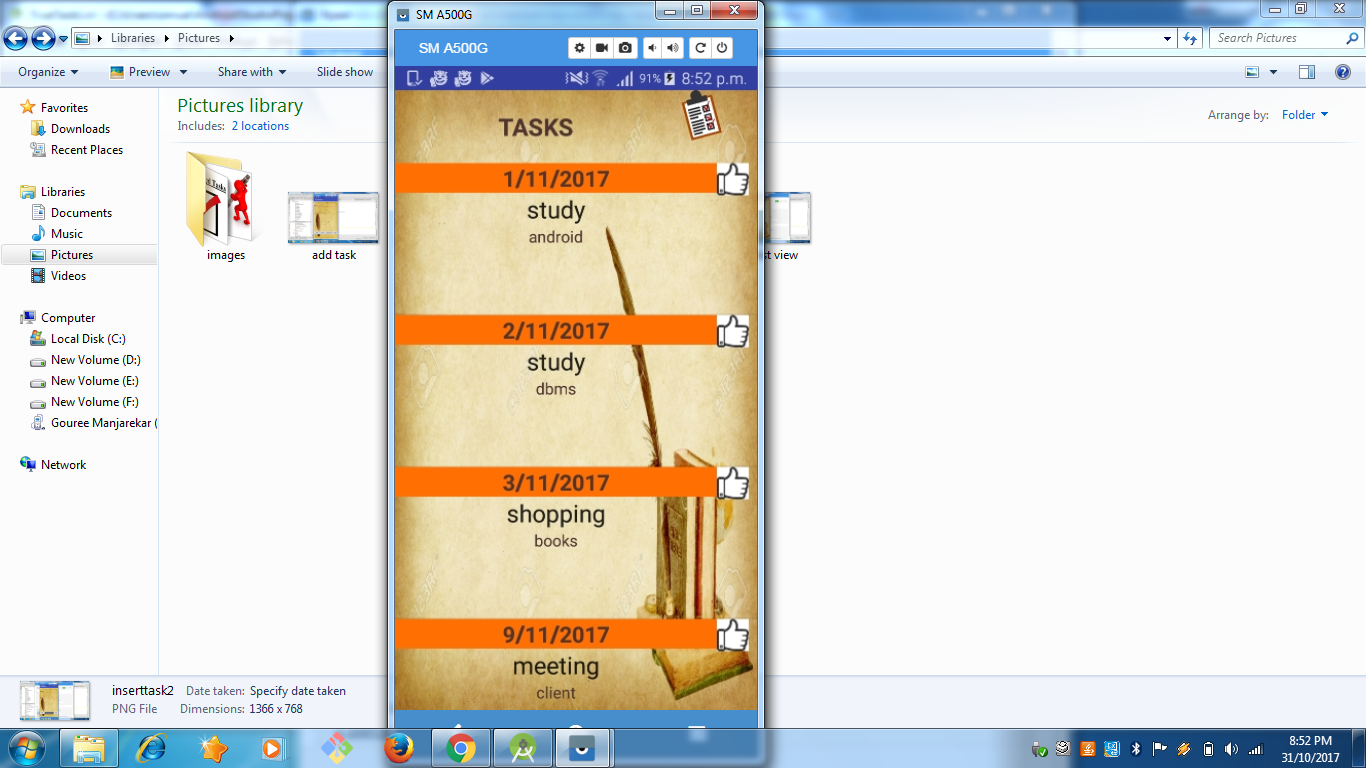 SM A500G
Libraries
Pictures
Search Pictures
SM A500G
Organize
Preview
Share with
Slide show
91%
8:52 p.m.
Favorites
Downloads
Recent Places
Libraries
Documents
Music
Pictures
Videos
Computer
Local Disk (C:)
New Volume (D:)
New Volume (E:)
New Volume (F:)
Gouree Manjarekar (
Network
Pictures library
Includes: 2 locations
Arrange by: Folder
images
add task
st view
TASKS
1/11/2017
study
android
2/11/2017
study
dbms
3/11/2017
shopping
books
9/11/2017
meeting
client
inserttask2
Date taken: Specify date taken
PNG File
Dimensions: 1366 x 768
8:52 PM
31/10/2017